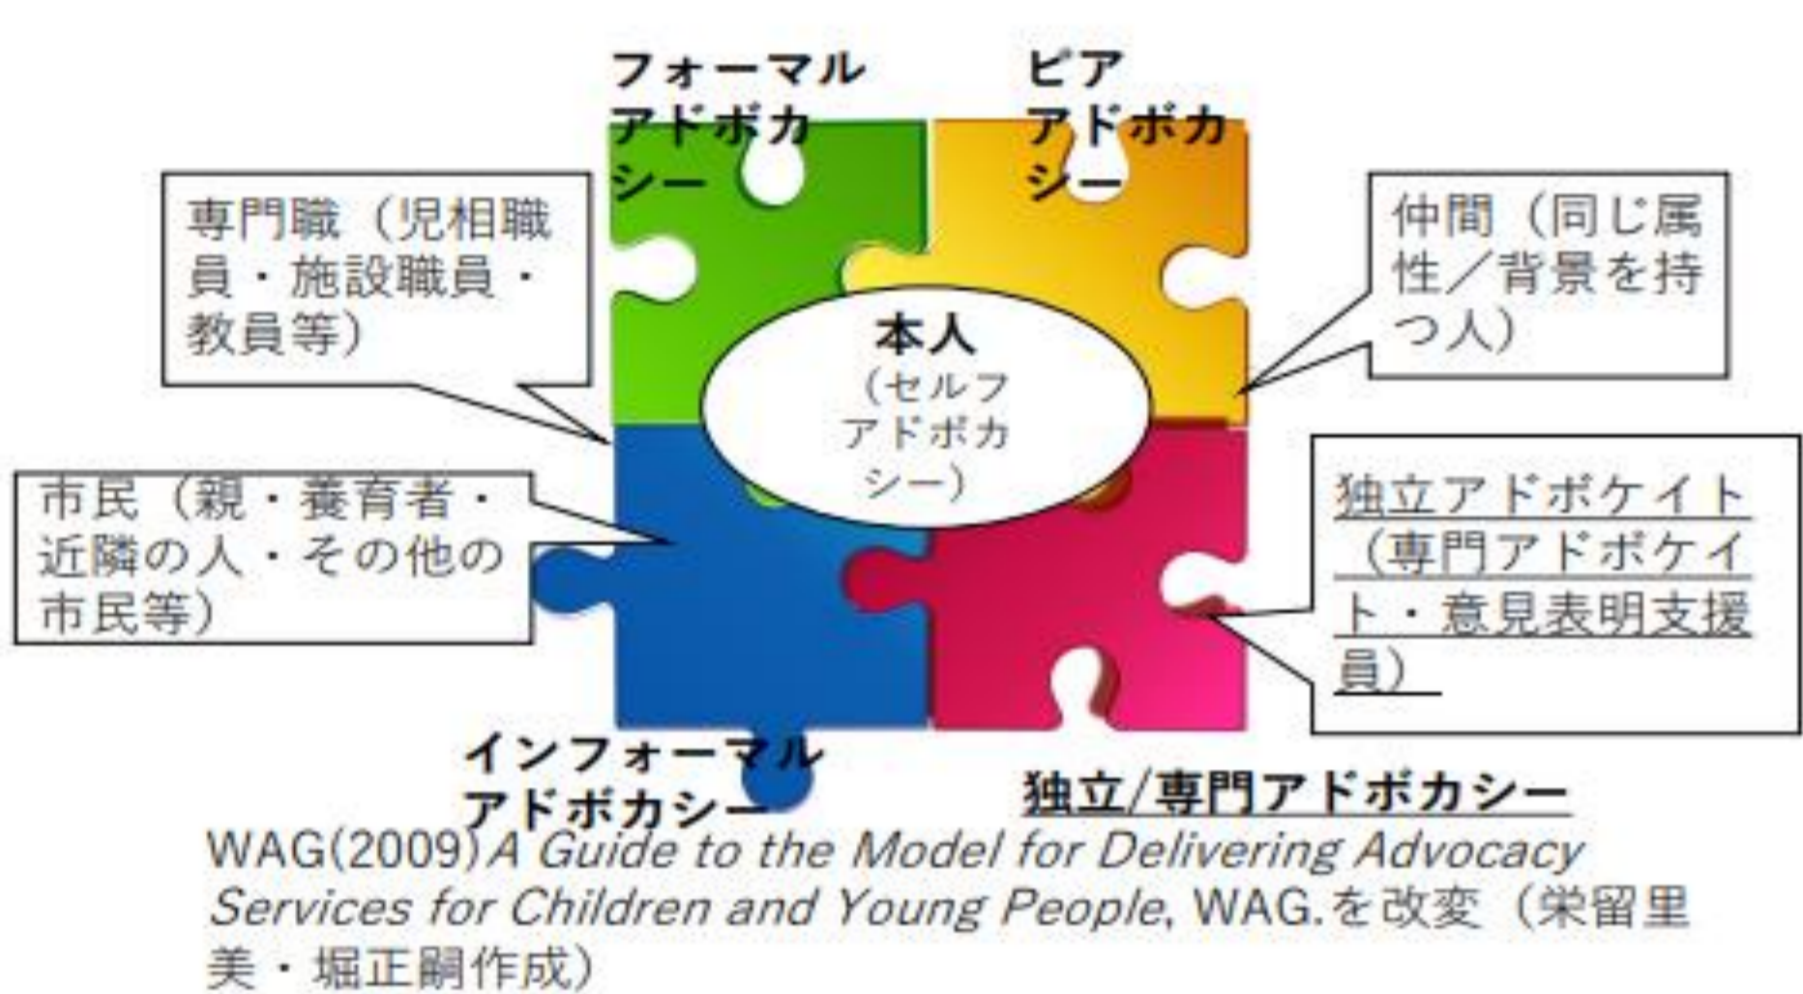 フォーマル
アドボカ
シー
ピア
アドボカ
シー
専門職（児相職
員・施設職員・
教員等）
仲間（同じ属
性／背景を持
つ人）
本人
（セルフ
アドボカ
シー）
市民（親・養育者・
近隣の人・その他の
市民等）
独立アドボケイト
（専門アドボケイ
ト・意見表明支援
員）
インフォーマル
アドボカシー
独立/専門アドボカシー
WAG(2009)A Guide to the Model for Delivering Advocacy
Services for Children and Young People, WAG.を改変（栄留里
美・堀正嗣作成）